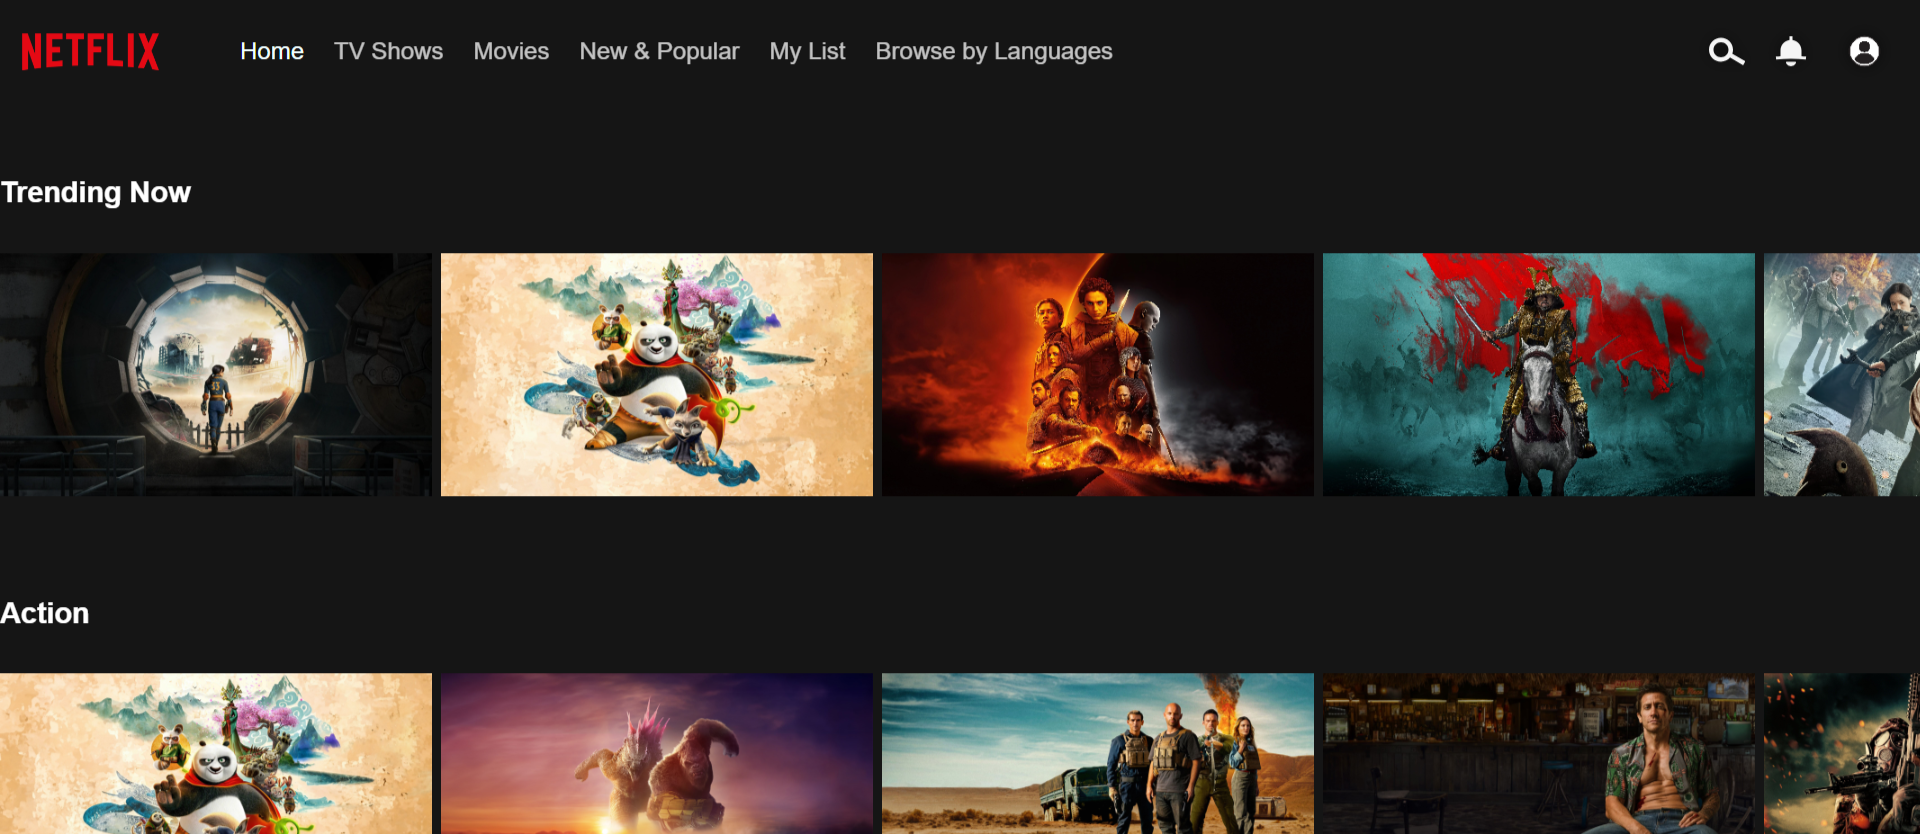 NETFLIX
Home TV Shows Movies New & Popular My List Browse by Languages
Trending Now
Action